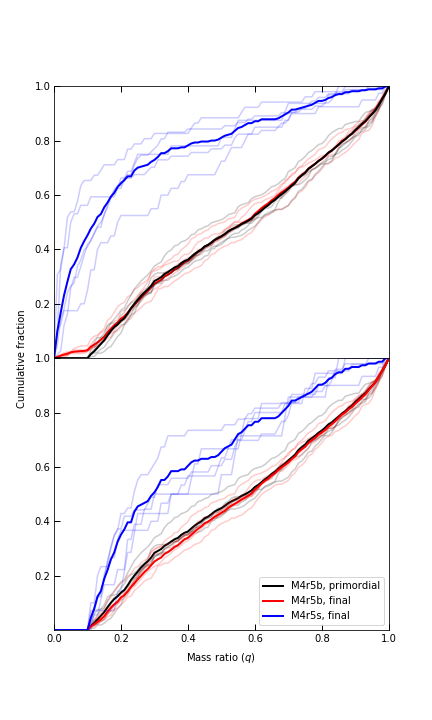 1.0
0.8
0.6
0.4
0.2
1.0
0.8
0.6
0.4
0.2
Cumulative fraction
M4r5b, primordial
M4r5b, final
M4r5s, final
0.0 0.2 0.4 0.6 0.8 1.0
Mass ratio (q)